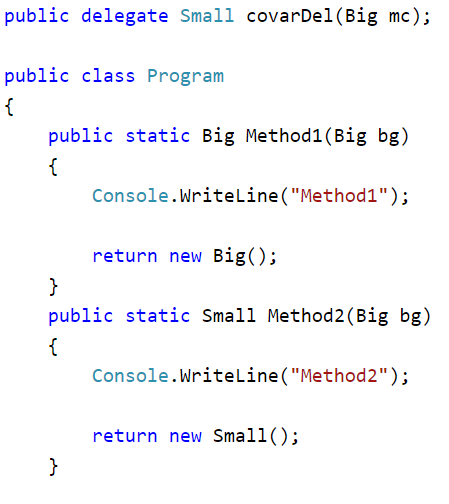 public delegate Small covarDel(Big mc);
public class Program
{
    public static Big Method1(Big bg)
    {
        Console.WriteLine("Method1");
        return new Big();
    }
    public static Small Method2(Big bg)
    {
        Console.WriteLine("Method2");
        return new Small();
    }